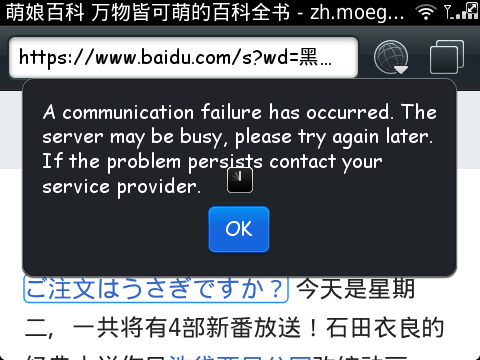 萌娘百科 万物皆可萌的百科全书 - zh.moeg...
https://www.baidu.com/s?wd=黑...
A communication failure has occurred. The
server may be busy, please try again later.
If the problem persists contact your
service provider.
OK
ご注文はうさぎですか？ 今天是星期
二，一共将有4部新番放送！石田衣良的